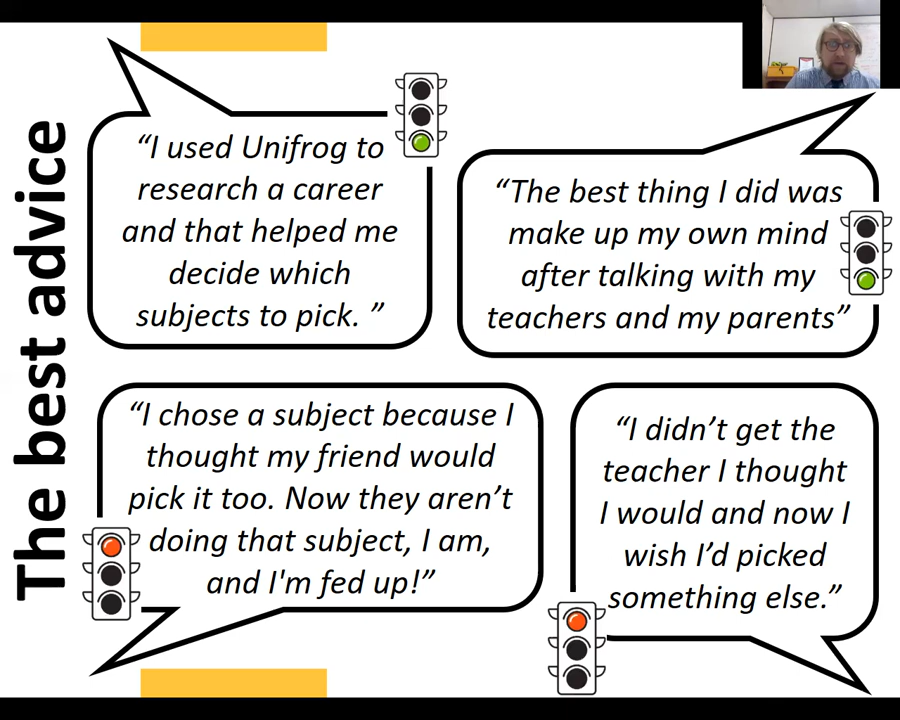 The best advice
“I used Unifrog to
research a career
and that helped me
decide which
subjects to pick. ”
“The best thing I did was
make up my own mind
after talking with my
teachers and my parents”
“I chose a subject because I
thought my friend would
pick it too. Now they aren’t
doing that subject, I am,
and I'm fed up!”
“I didn’t get the
teacher I thought
I would and now I
wish I’d picked
something else.”